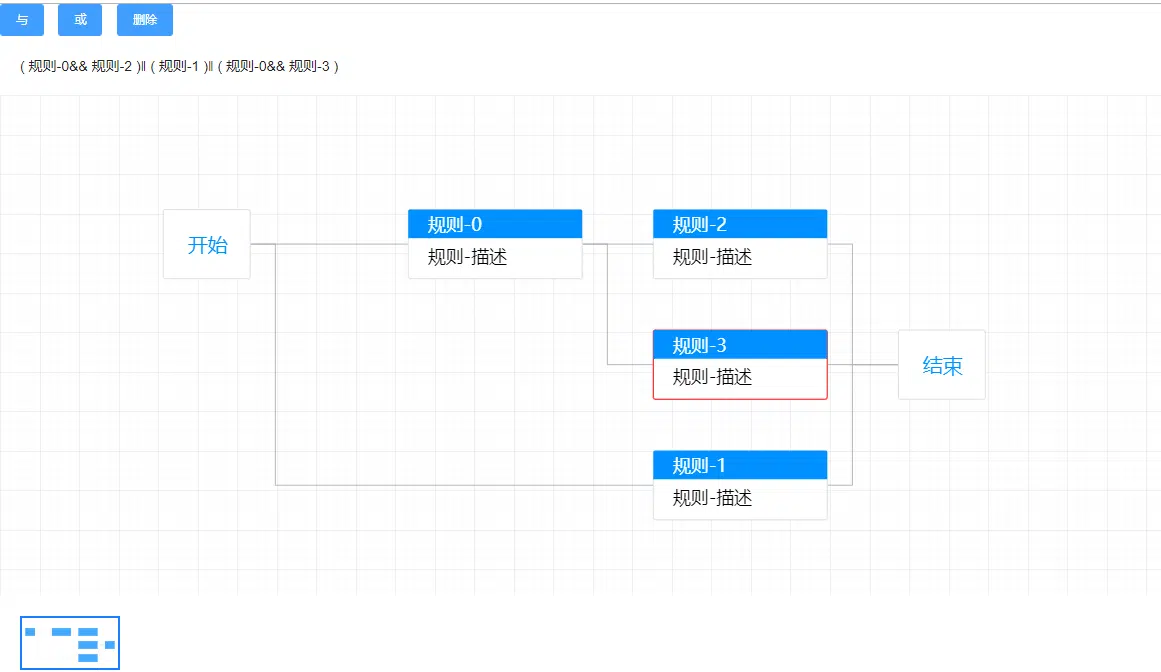 与 或 删除
( 规则-0&& 规则-2 )‖ ( 规则-1 )‖ ( 规则-0&& 规则-3 )
开始
规则-0
规则-描述
规则-2
规则-描述
规则-3
规则-描述
结束
规则-1
规则-描述